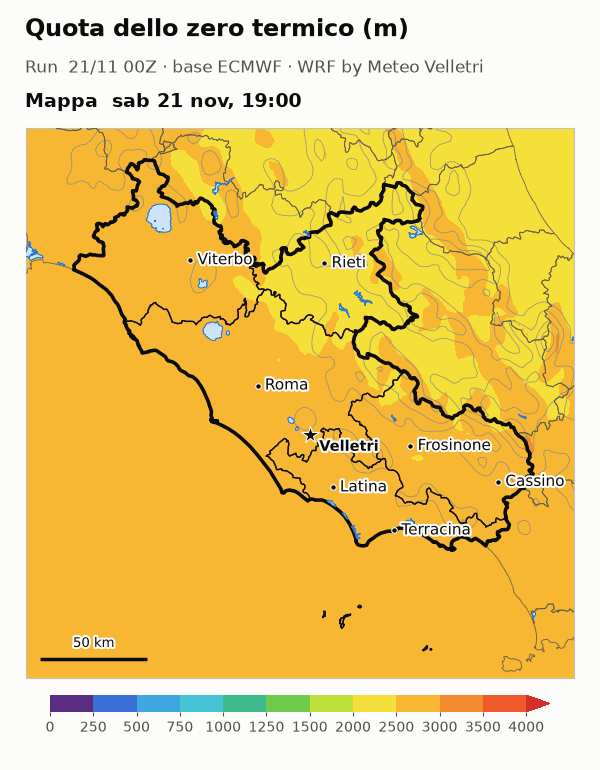 Quota dello zero termico (m)
Run 21/11 00Z · base ECMWF · WRF by Meteo Velletri
Mappa sab 21 nov, 19:00
Viterbo
Rieti
Roma
Velletri
Frosinone
Cassino
Latina
Terracina
50 km
0 250 500 750 1000 1250 1500 2000 2500 3000 3500 4000